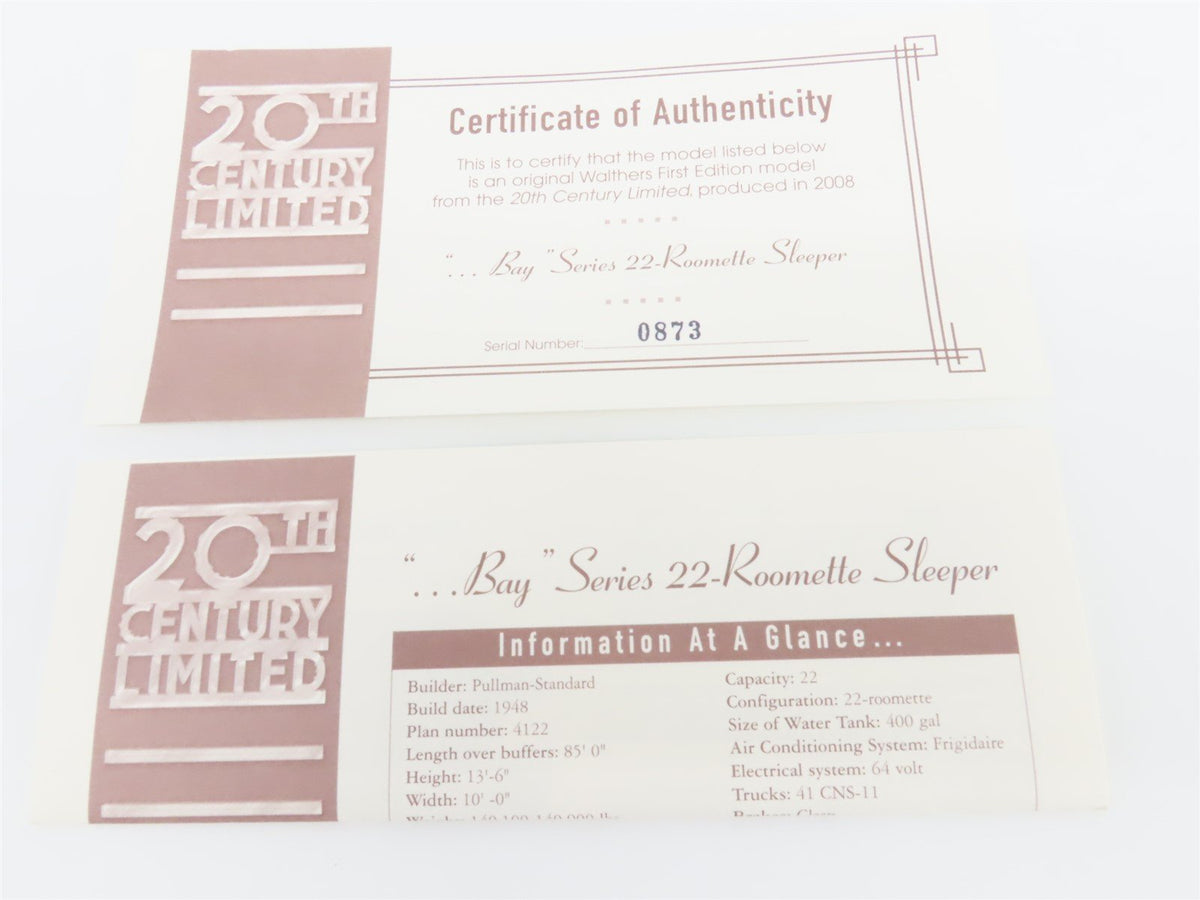 20TH
CENTURY
LIMITED
Certificate of Authenticity
This is to certify that the model listed below
is an original Walthers First Edition model
from the 20th Century Limited, produced in 2008
"... Bay" Series 22-Roomette Sleeper
Serial Number: 0873
20TH
CENTURY
LIMITED
"...Bay" Series 22-Roomette Sleeper
Information At A Glance...
Builder: Pullman-Standard
Build date: 1948
Plan number: 4122
Length over buffers: 85' 0"
Height: 13'-6"
Width: 10' -0"
Capacity: 22
Configuration: 22-roomette
Size of Water Tank: 400 gal
Air Conditioning System: Frigidaire
Electrical system: 64 volt
Trucks: 41 CNS-11